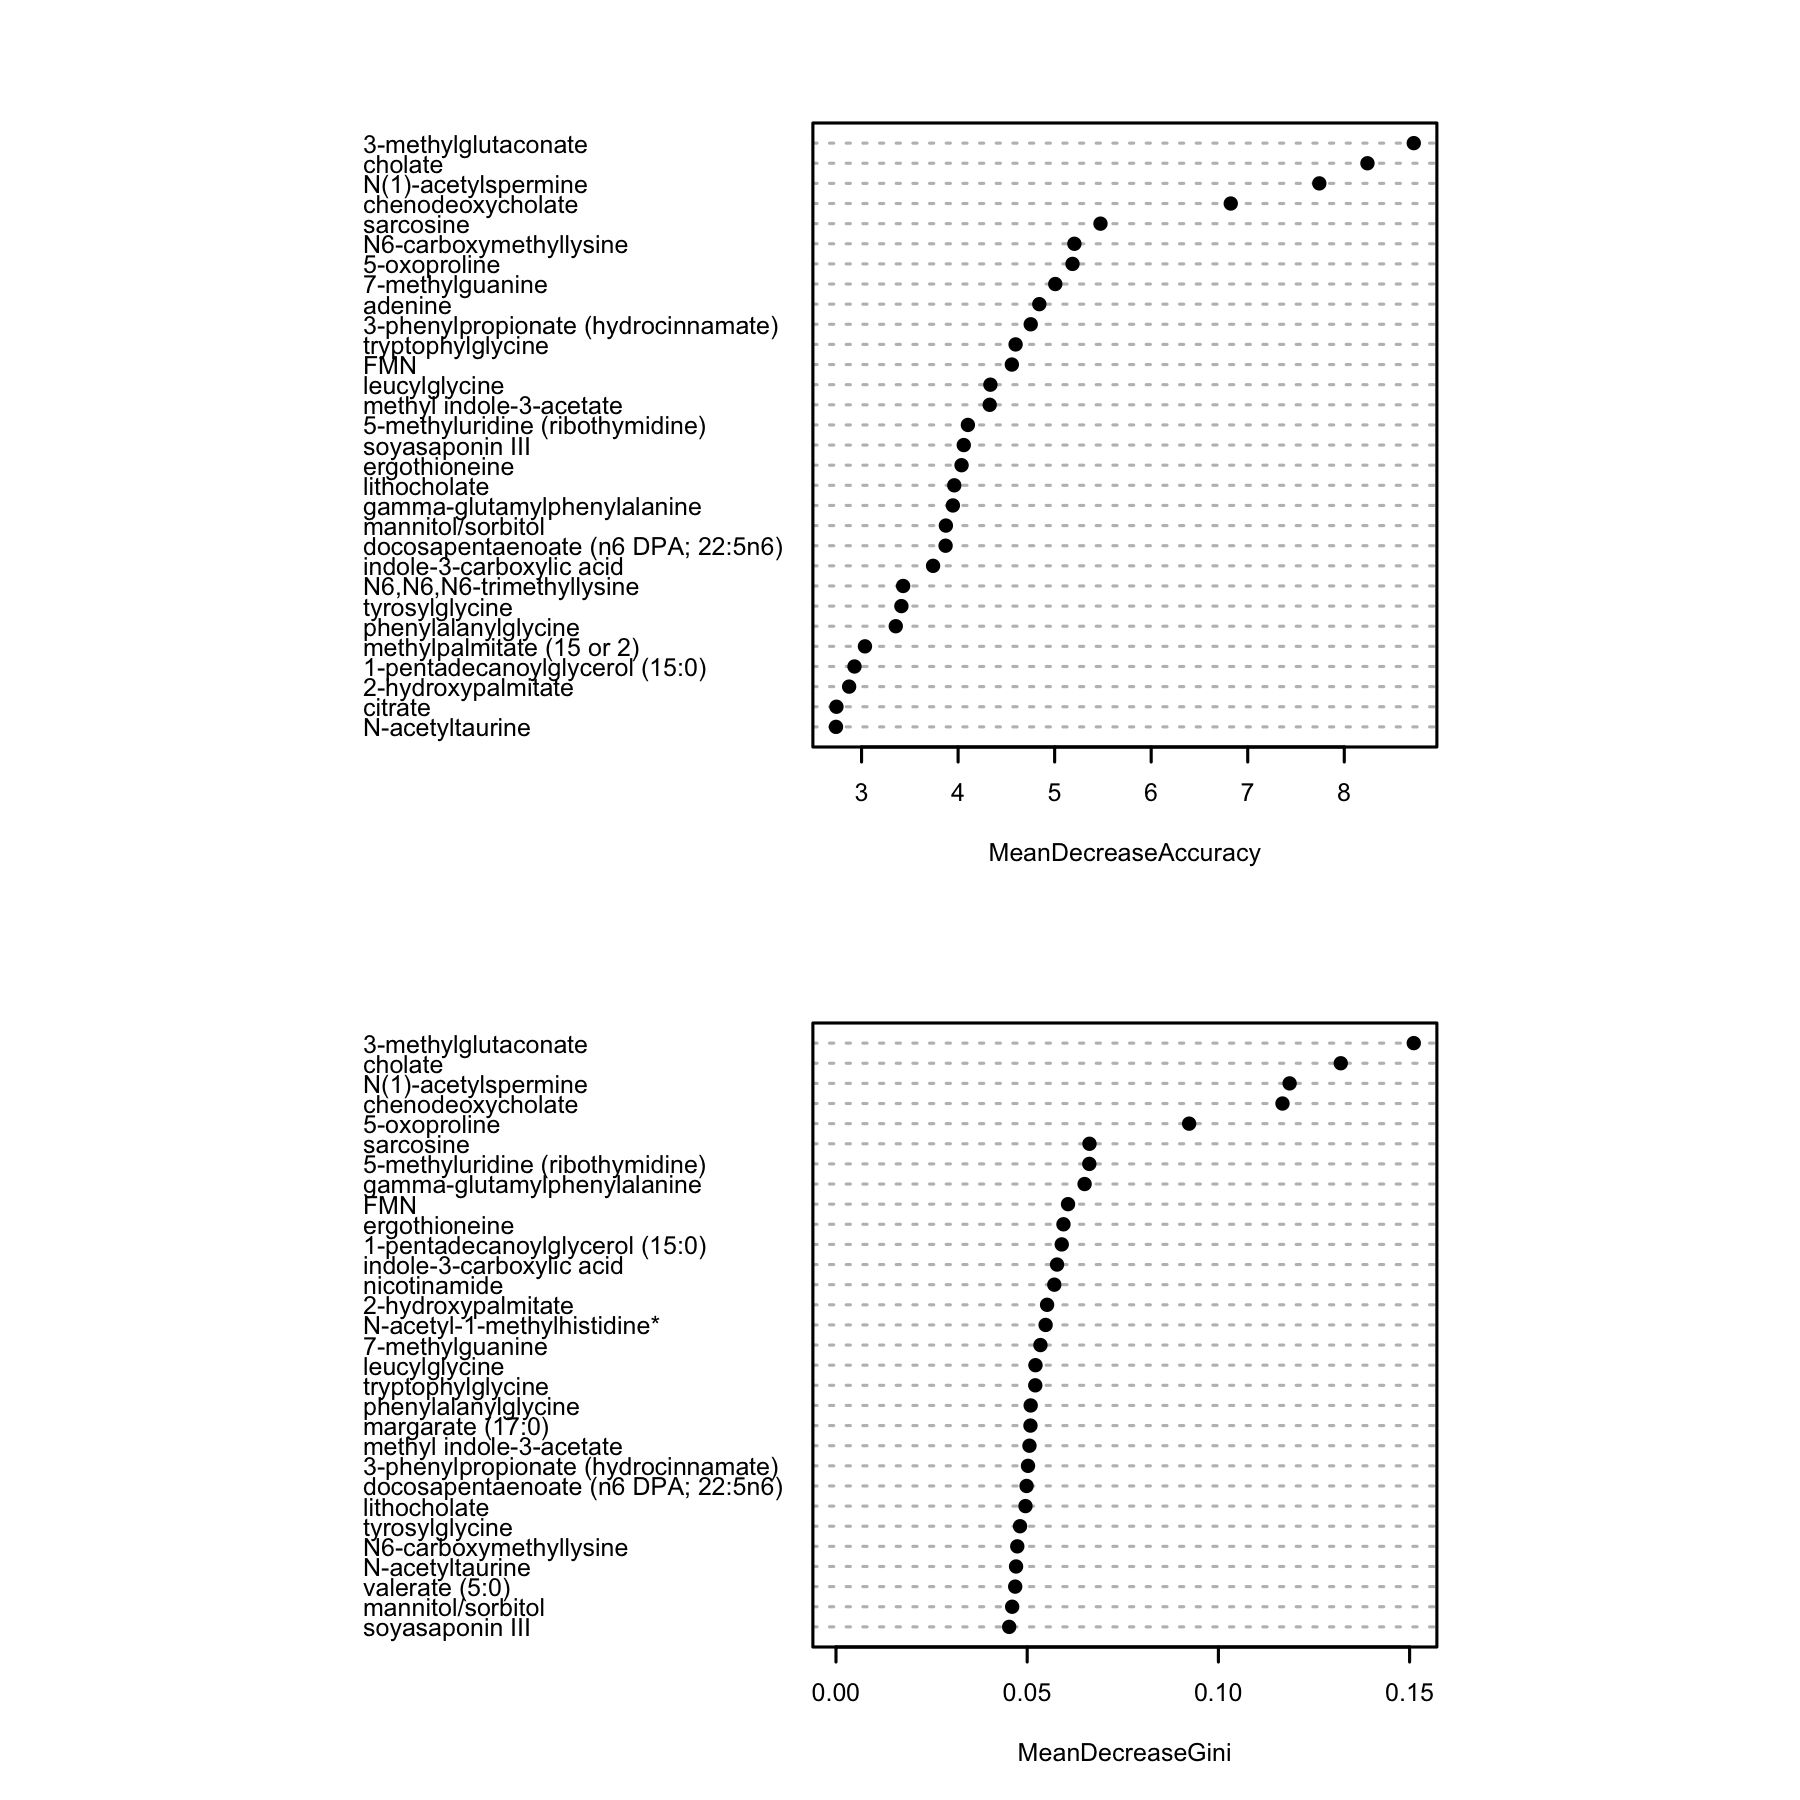 3-methylglutaconate
cholate
N(1)-acetylspermine
chenodeoxycholate
sarcosine
N6-carboxymethyllysine
5-oxoproline
7-methylguanine
adenine
3-phenylpropionate (hydrocinnamate)
tryptophylglycine
FMN
leucylglycine
methyl indole-3-acetate
5-methyluridine (ribothymidine)
soyasaponin III
ergothioneine
lithocholate
gamma-glutamylphenylalanine
mannitol/sorbitol
docosapentaenoate (n6 DPA; 22:5n6)
indole-3-carboxylic acid
N6,N6,N6-trimethyllysine
tyrosylglycine
phenylalanylglycine
methylpalmitate (15 or 2)
1-pentadecanoylglycerol (15:0)
2-hydroxypalmitate
citrate
N-acetyltaurine
3 4 5 6 7 8
MeanDecreaseAccuracy
3-methylglutaconate
cholate
N(1)-acetylspermine
chenodeoxycholate
5-oxoproline
sarcosine
5-methyluridine (ribothymidine)
gamma-glutamylphenylalanine
FMN
ergothioneine
1-pentadecanoylglycerol (15:0)
indole-3-carboxylic acid
nicotinamide
2-hydroxypalmitate
N-acetyl-1-methylhistidine*
7-methylguanine
leucylglycine
tryptophylglycine
phenylalanylglycine
margarate (17:0)
methyl indole-3-acetate
3-phenylpropionate (hydrocinnamate)
docosapentaenoate (n6 DPA; 22:5n6)
lithocholate
tyrosylglycine
N6-carboxymethyllysine
N-acetyltaurine
valerate (5:0)
mannitol/sorbitol
soyasaponin III
0.00 0.05 0.10 0.15
MeanDecreaseGini